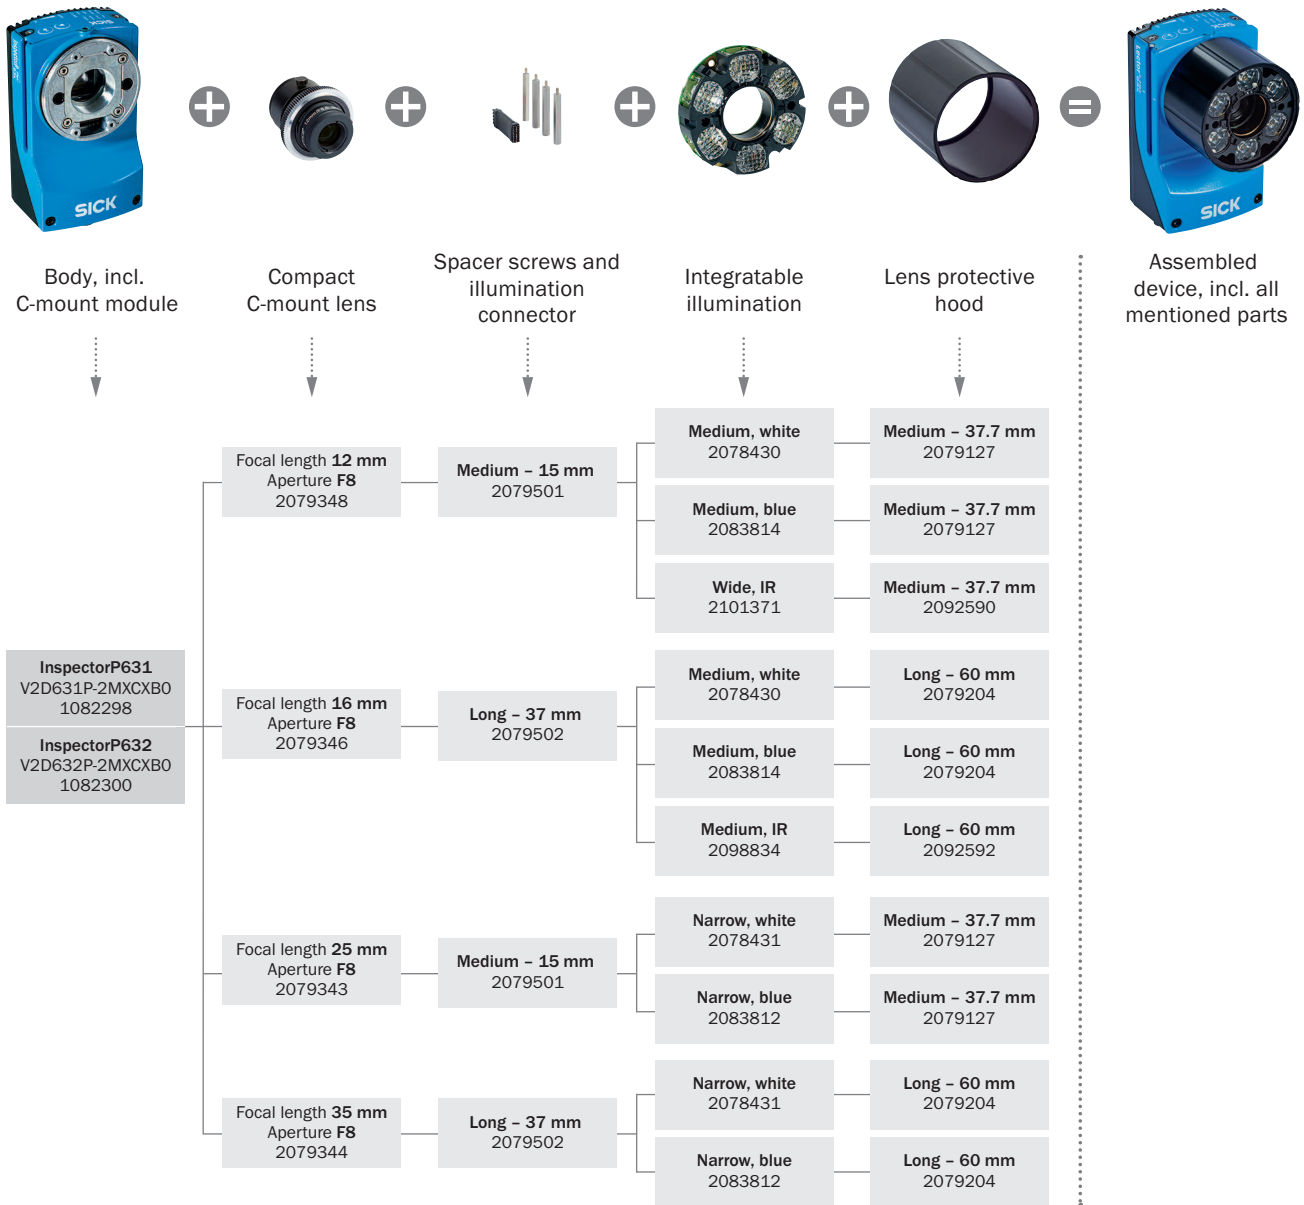 SICK
SICK
SICK
SICK
Body, incl.
C-mount module
Compact
C-mount lens
Spacer screws and
illumination
connector
Integratable
illumination
Lens protective
hood
Assembled
device, incl. all
mentioned parts
InspectorP631
V2D631P-2MXCXB0
1082298
InspectorP632
V2D632P-2MXCXB0
1082300
Focal length 12 mm
Aperture F8
2079348
Medium – 15 mm
2079501
Medium, white
2078430
Medium – 37.7 mm
2079127
Medium, blue
2083814
Medium – 37.7 mm
2079127
Wide, IR
2101371
Medium – 37.7 mm
2092590
Focal length 16 mm
Aperture F8
2079346
Long – 37 mm
2079502
Medium, white
2078430
Long – 60 mm
2079204
Medium, blue
2083814
Long – 60 mm
2079204
Medium, IR
2098834
Long – 60 mm
2092592
Focal length 25 mm
Aperture F8
2079343
Medium – 15 mm
2079501
Narrow, white
2078431
Medium – 37.7 mm
2079127
Narrow, blue
2083812
Medium – 37.7 mm
2079127
Focal length 35 mm
Aperture F8
2079344
Long – 37 mm
2079502
Narrow, white
2078431
Long – 60 mm
2079204
Narrow, blue
2083812
Long – 60 mm
2079204